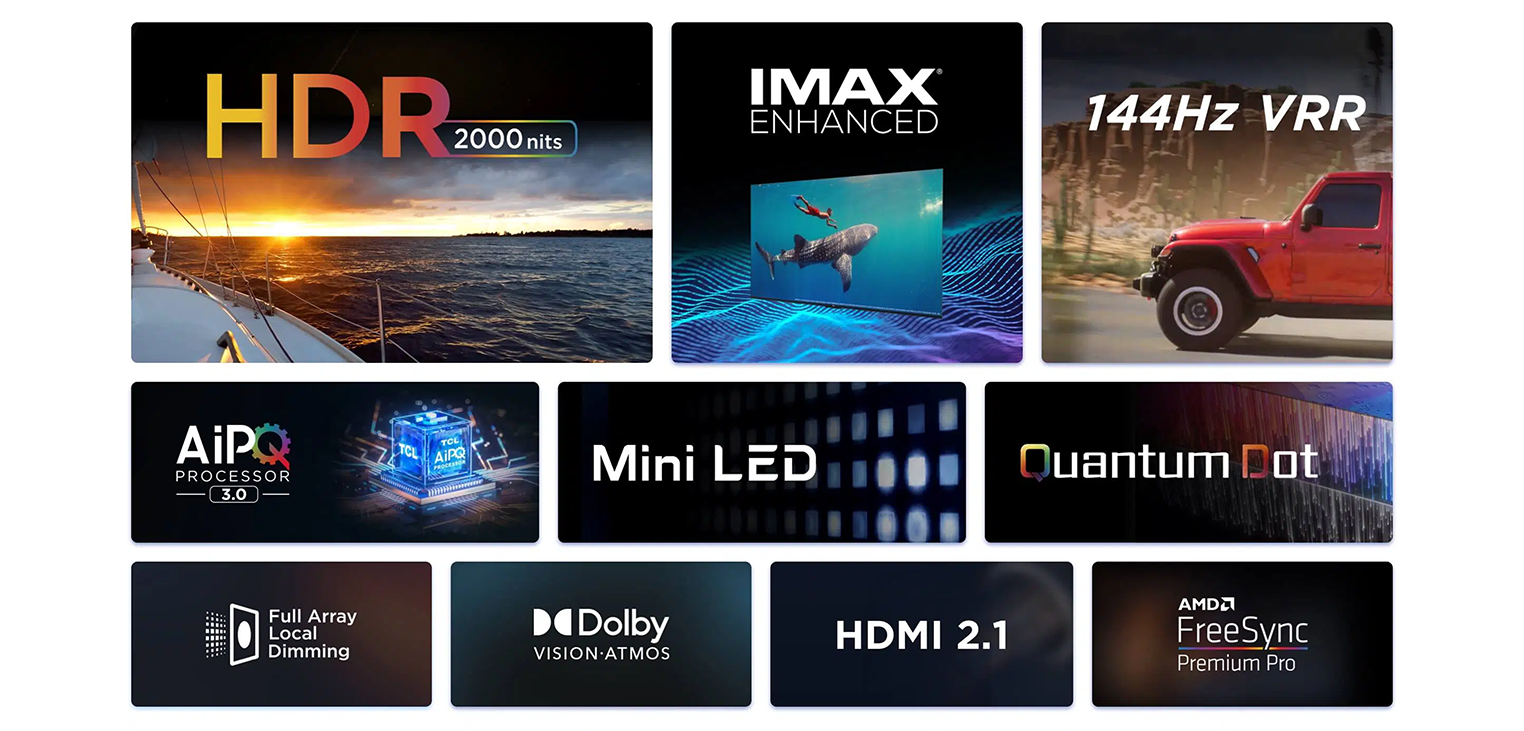 HDR
2000 nits
IMAX®
ENHANCED
144Hz VRR
AiPQ
PROCESSOR
3.0
TCL
TCL
AiPQ
PROCESSOR
Mini LED
Quantum Dot
Full Array
Local
Dimming
Dolby
VISION·ATMOS
HDMI 2.1
AMD
FreeSync
Premium Pro